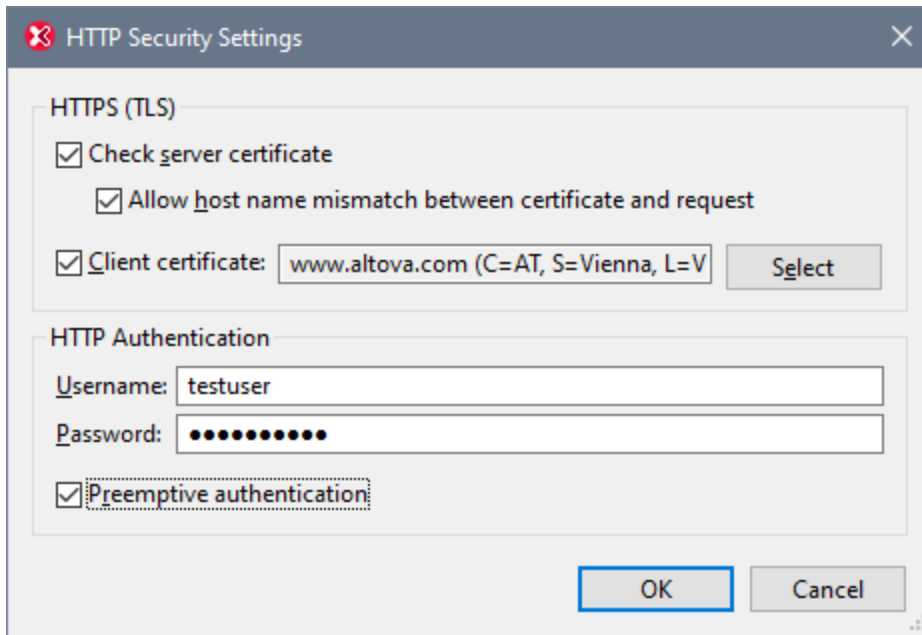 HTTP Security Settings
HTTPS (TLS)
Check server certificate
Allow host name mismatch between certificate and request
Client certificate: www.altova.com (C=AT, S=Vienna, L=V Select
HTTP Authentication
Username: testuser
Password: ●●●●●●●●●●
Preemptive authentication
OK Cancel